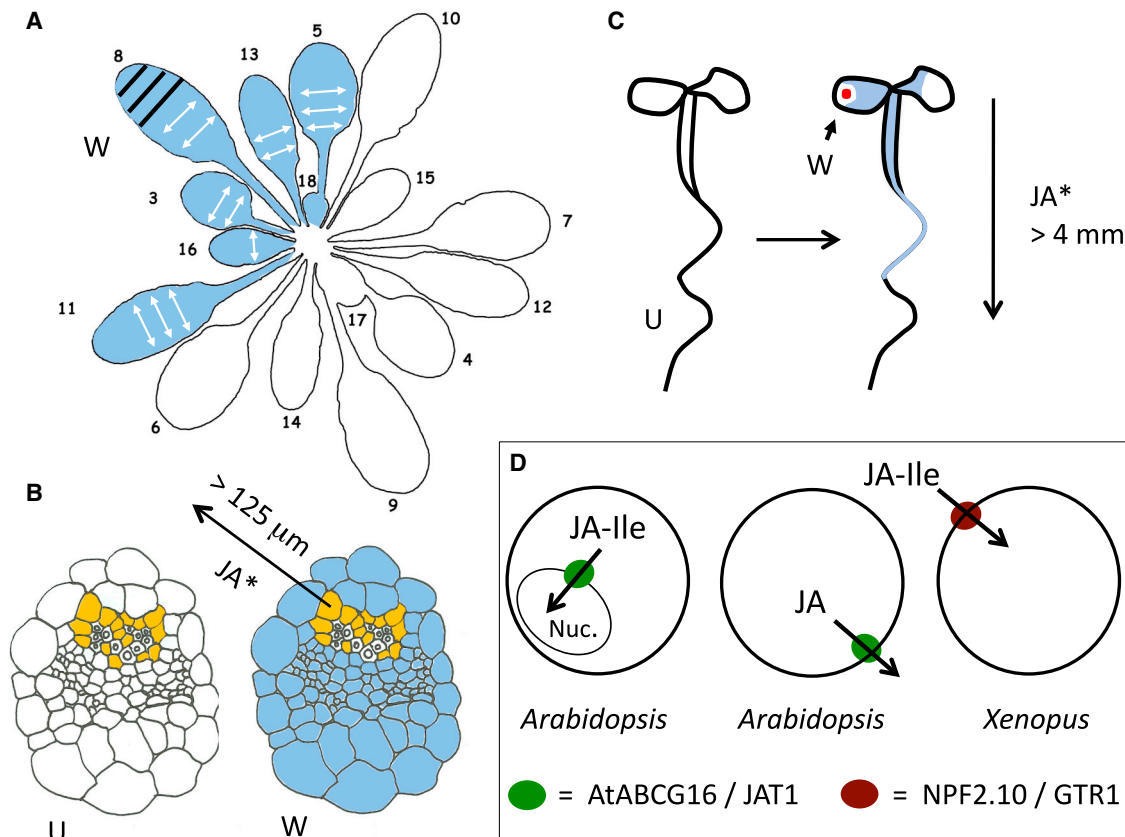 A
8
13
5
10
W
3
18
15
7
16
11
12
17
4
6
14
9
C
W
U
JA*
> 4 mm
B
> 125 µm
JA*
U
W
D
JA-Ile
Nuc.
Arabidopsis
JA
Arabidopsis
JA-Ile
Xenopus
= AtABCG16 / JAT1
= NPF2.10 / GTR1